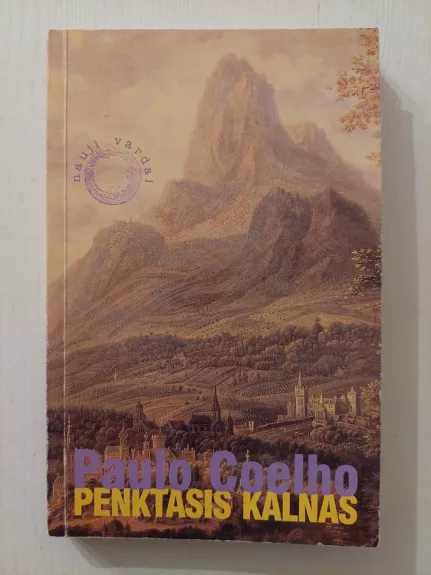 nauji vardai
Paulo Coelho
PENKTASIS KALNAS